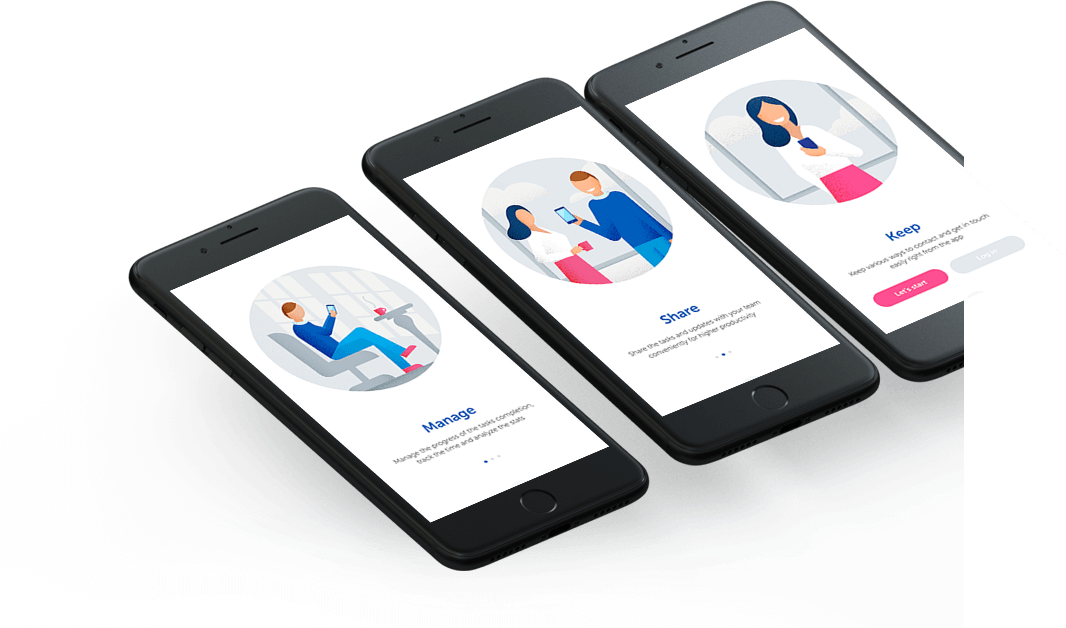 Manage
Manage the progress of the tasks completion,
track the time and analyze the stats
Share
Share the tasks and updates with your team
conveniently for higher productivity
Keep
Keep various ways to contact and get in touch
easily right from the app
Let's start
Log in